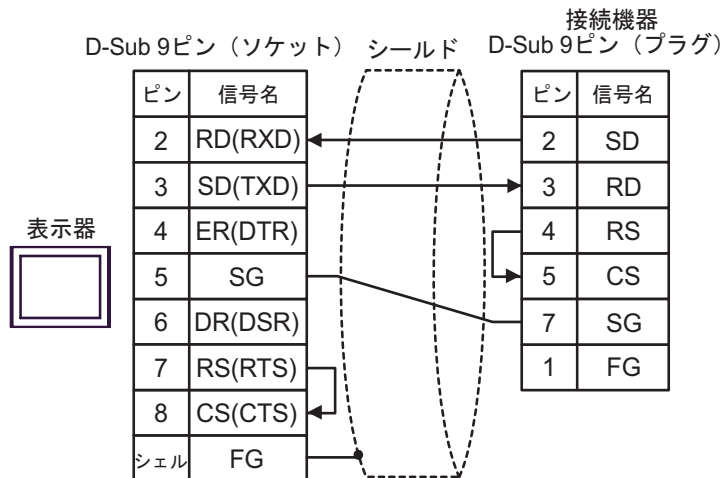 接続機器
D-Sub 9ピン（ソケット） シールド D-Sub 9ピン（プラグ）
ピン 信号名 ピン 信号名
2 RD(RXD) 2 SD
3 SD(TXD) 3 RD
表示器 4 ER(DTR) 4 RS
5 SG 5 CS
6 DR(DSR) 7 SG
7 RS(RTS) 1 FG
8 CS(CTS)
シェル FG